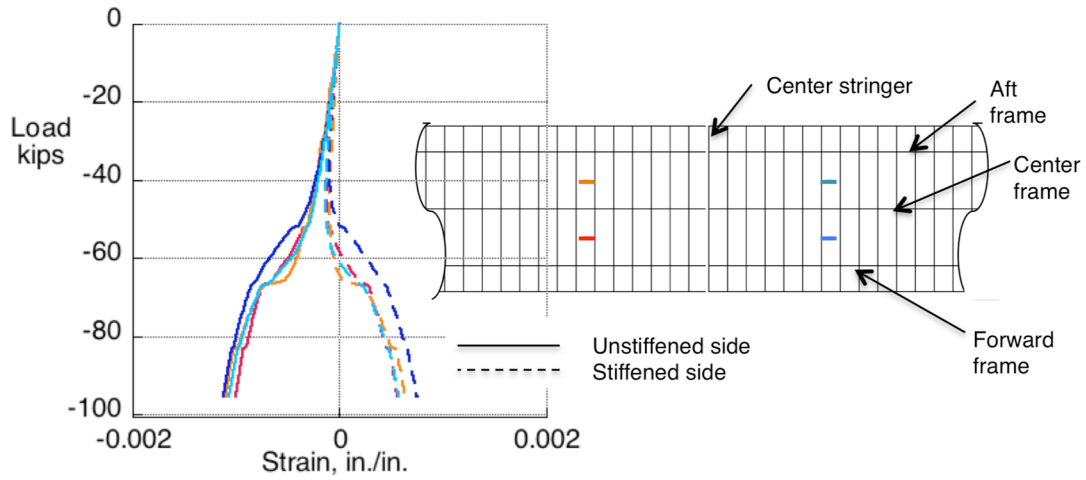 0
-20
-40
-60
-80
-100
Load
kips
-0.002
0
0.002
Strain, in./in.
Center stringer
Aft
frame
Center
frame
Forward
frame
Unstiffened side
Stiffened side